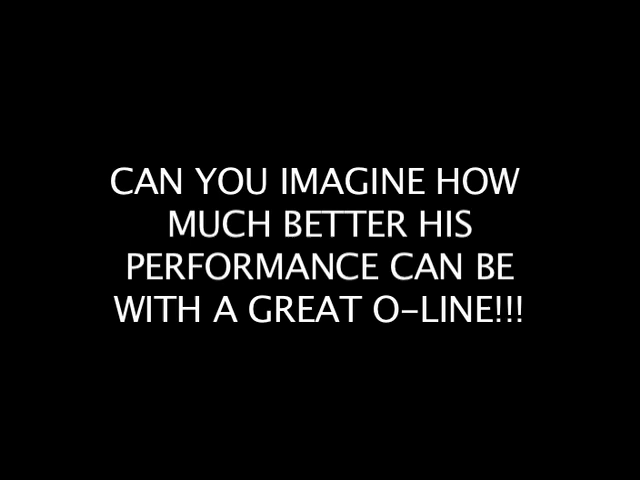 CAN YOU IMAGINE HOW
MUCH BETTER HIS
PERFORMANCE CAN BE
WITH A GREAT O-LINE!!!